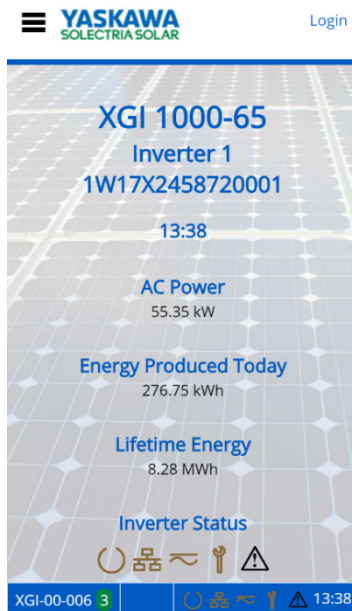 YASKAWA
SOLECTRIA SOLAR
Login
XGI 1000-65
Inverter 1
1W17X2458720001
13:38
AC Power
55.35 kW
Energy Produced Today
276.75 kWh
Lifetime Energy
8.28 MWh
Inverter Status
XGI-00-006 3 13:38